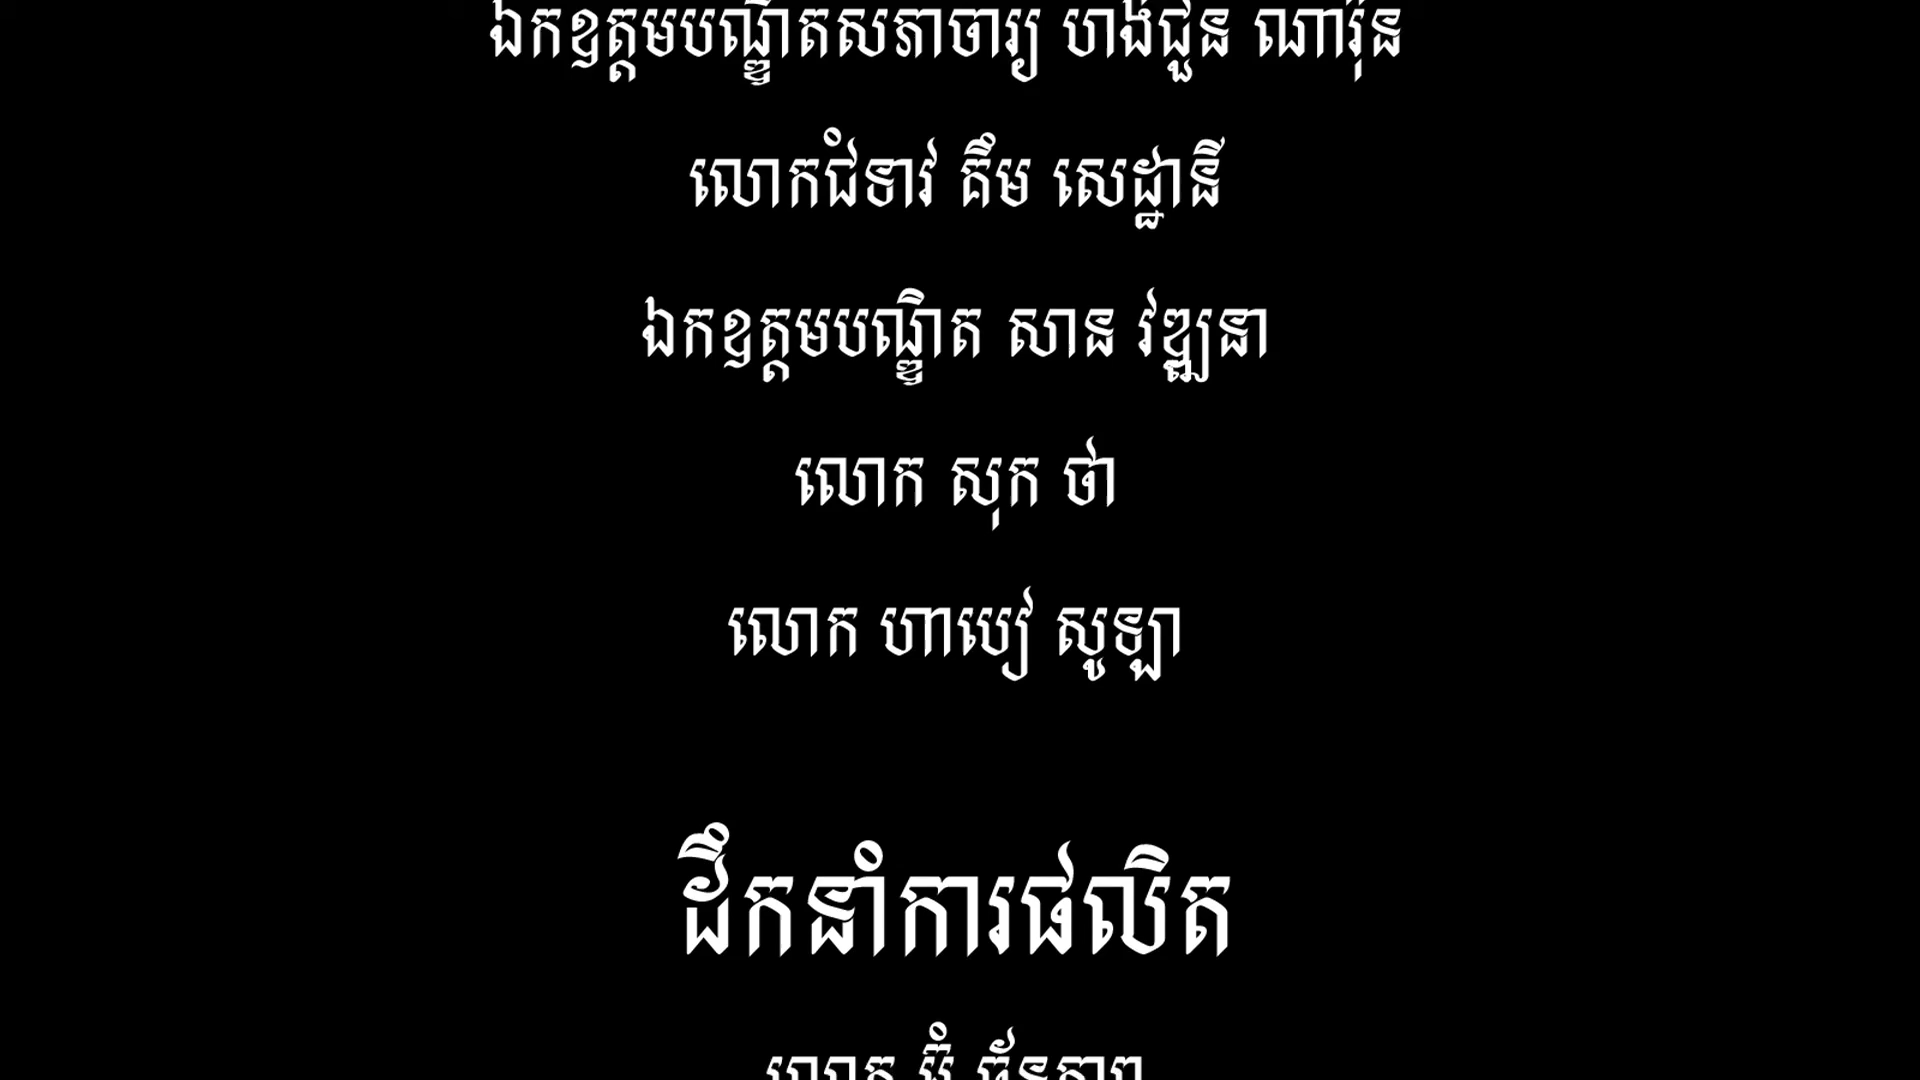 ឯកឧត្តមបណ្ឌិតសភាចារ្យ ហង់ជួន ណារ៉ុន
លោកជំទាវ គឹម សេដ្ឋានី
ឯកឧត្តមបណ្ឌិត សាន វឌ្ឍនា
លោក សុក ថា
លោក ហាប្រៀ សូឡា
ដឹកនាំការផលិត
លោក